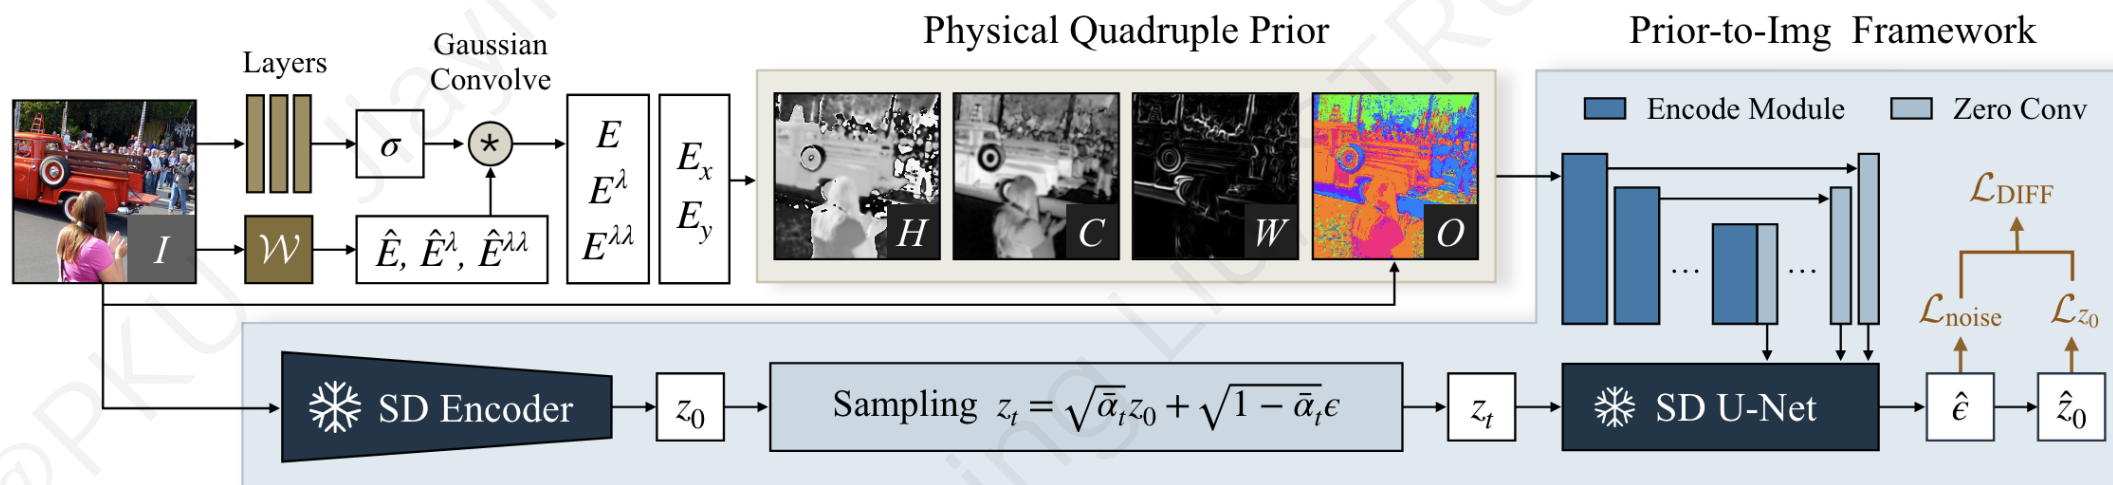 Physical Quadruple Prior
Prior-to-Img Framework
Layers
Gaussian
Convolve
σ
*
I
𝒲
Ê, Ê^λ, Ê^λλ
E
E^λ
E^λλ
E_x
E_y
H
C
W
O
Encode Module
Zero Conv
...
...
ℒ_DIFF
ℒ_noise
ℒ_z_0
SD Encoder
z_0
Sampling z_t = √ᾱ_t z_0 + √1 − ᾱ_t ϵ
z_t
SD U-Net
ϵ̂
ẑ_0